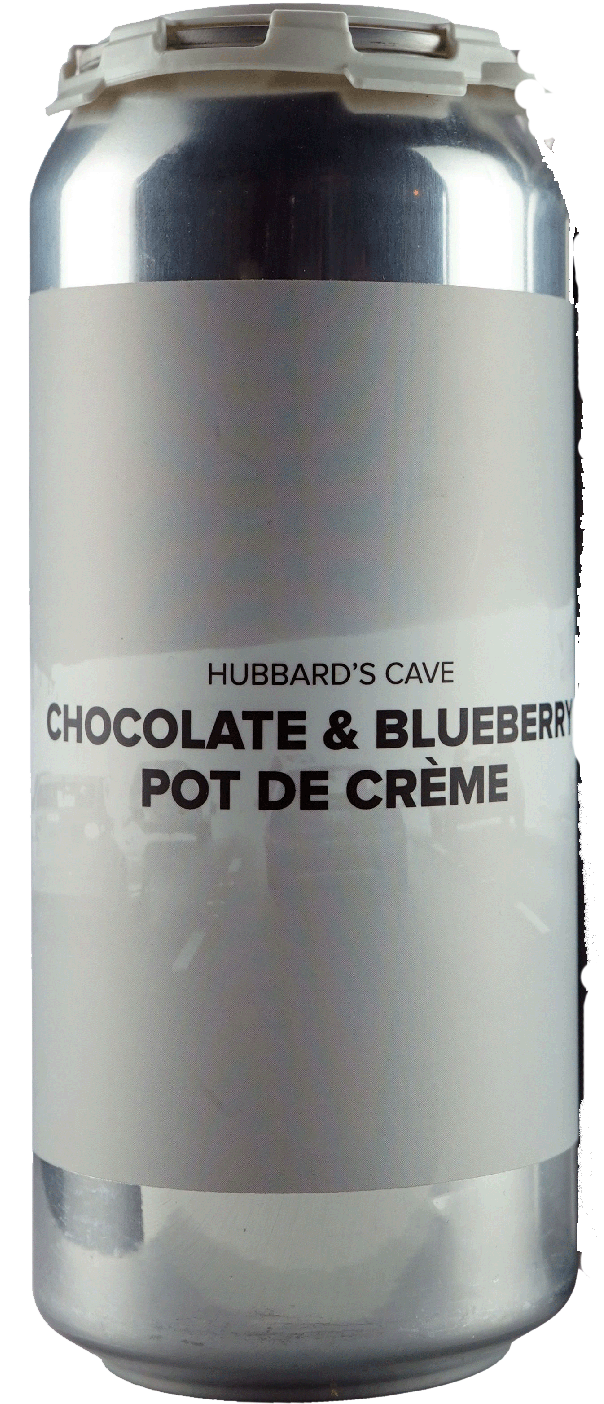 HUBBARD'S CAVE
CHOCOLATE & BLUEBERRY
POT DE CRÈME